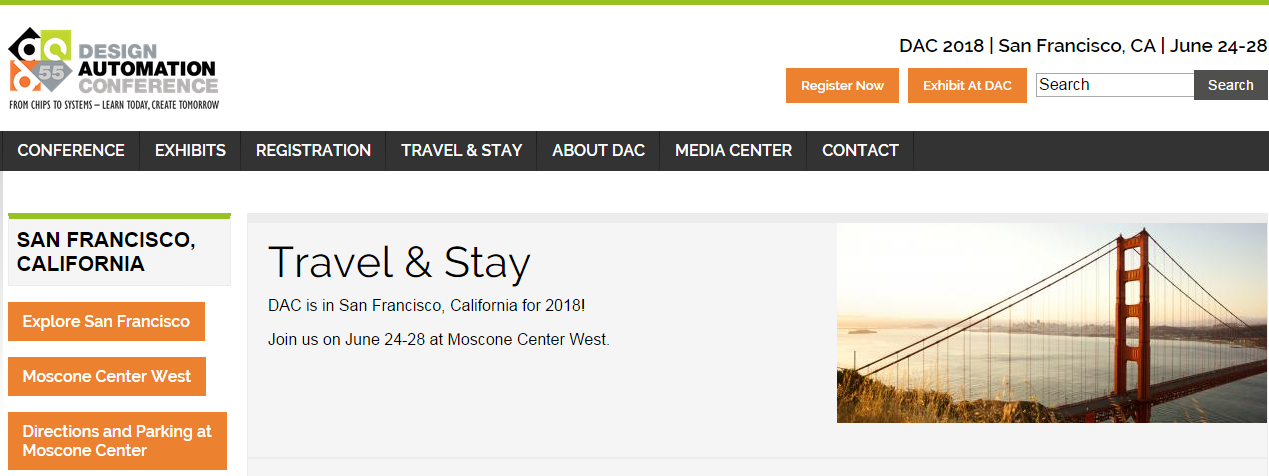 55
DESIGN
AUTOMATION
CONFERENCE
FROM CHIPS TO SYSTEMS – LEARN TODAY, CREATE TOMORROW
DAC 2018 | San Francisco, CA | June 24-28
Register Now
Exhibit At DAC
Search
Search
CONFERENCE
EXHIBITS
REGISTRATION
TRAVEL & STAY
ABOUT DAC
MEDIA CENTER
CONTACT
SAN FRANCISCO,
CALIFORNIA
Explore San Francisco
Moscone Center West
Directions and Parking at
Moscone Center
Travel & Stay
DAC is in San Francisco, California for 2018!
Join us on June 24-28 at Moscone Center West.